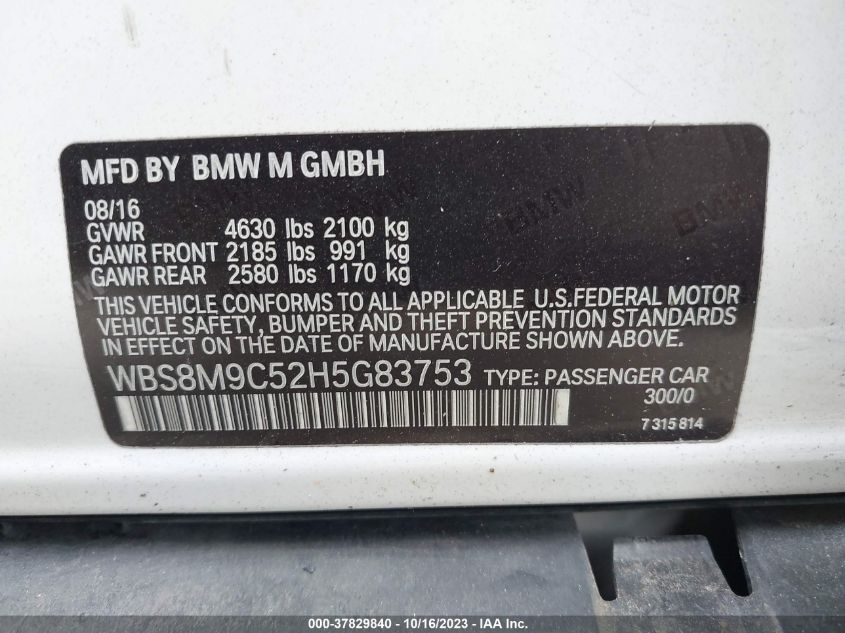 MFD BY BMW M GMBH
08/16
GVWR 4630 lbs 2100 kg
GAWR FRONT 2185 lbs 991 kg
GAWR REAR 2580 lbs 1170 kg
THIS VEHICLE CONFORMS TO ALL APPLICABLE U.S.FEDERAL MOTOR
VEHICLE SAFETY, BUMPER AND THEFT PREVENTION STANDARDS
IN EFFECT ON THE DATE OF MANUFACTURE SHOWN ABOVE.
WBS8M9C52H5G83753 TYPE: PASSENGER CAR
300/0
7315814
000-37829840 - 10/16/2023 - IAA Inc.